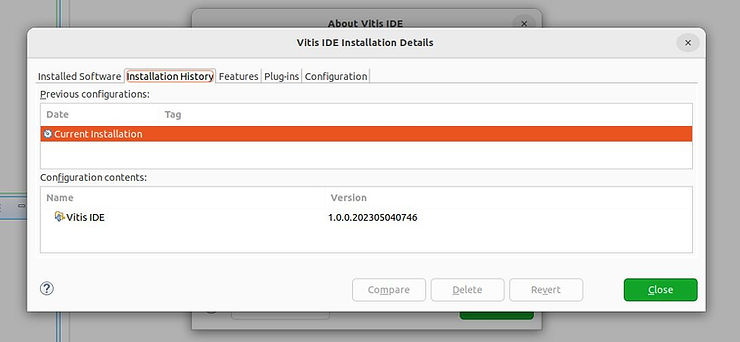 About Vitis IDE
Vitis IDE Installation Details
Installed Software Installation History Features Plug-ins Configuration
Previous configurations:
Date Tag
Current Installation
Configuration contents:
Name Version
Vitis IDE 1.0.0.202305040746
Compare Delete Revert Close